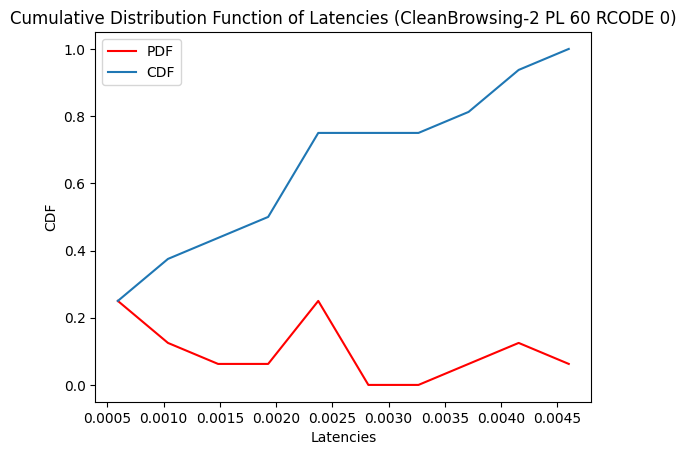 Cumulative Distribution Function of Latencies (CleanBrowsing-2 PL 60 RCODE 0)
PDF
CDF
1.0
0.8
0.6
0.4
0.2
0.0
CDF
0.0005 0.0010 0.0015 0.0020 0.0025 0.0030 0.0035 0.0040 0.0045
Latencies